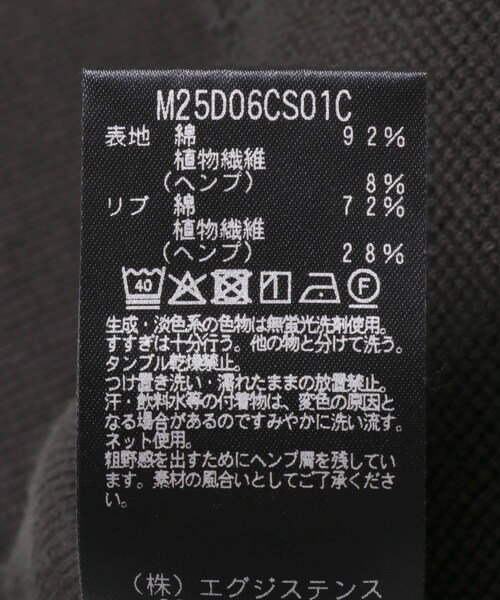 M25D06CS01C
表地 綿 92%
植物繊維
(ヘンプ) 8%
リブ 綿 72%
植物繊維
(ヘンプ) 28%
40 F
生成・淡色系の色物は無蛍光洗剤使用。
すすぎは十分行う。他の物と分けて洗う。
タンブル乾燥禁止。
つけ置き洗い・濡れたままの放置禁止。
汗・飲料水等の付着物は、変色の原因と
なる場合があるのですみやかに洗い流す。
ネット使用。
粗野感を出すためにヘンプ屑を残してい
ます。素材の風合いとしてご了承くださ
い。
(株)エグジステンス